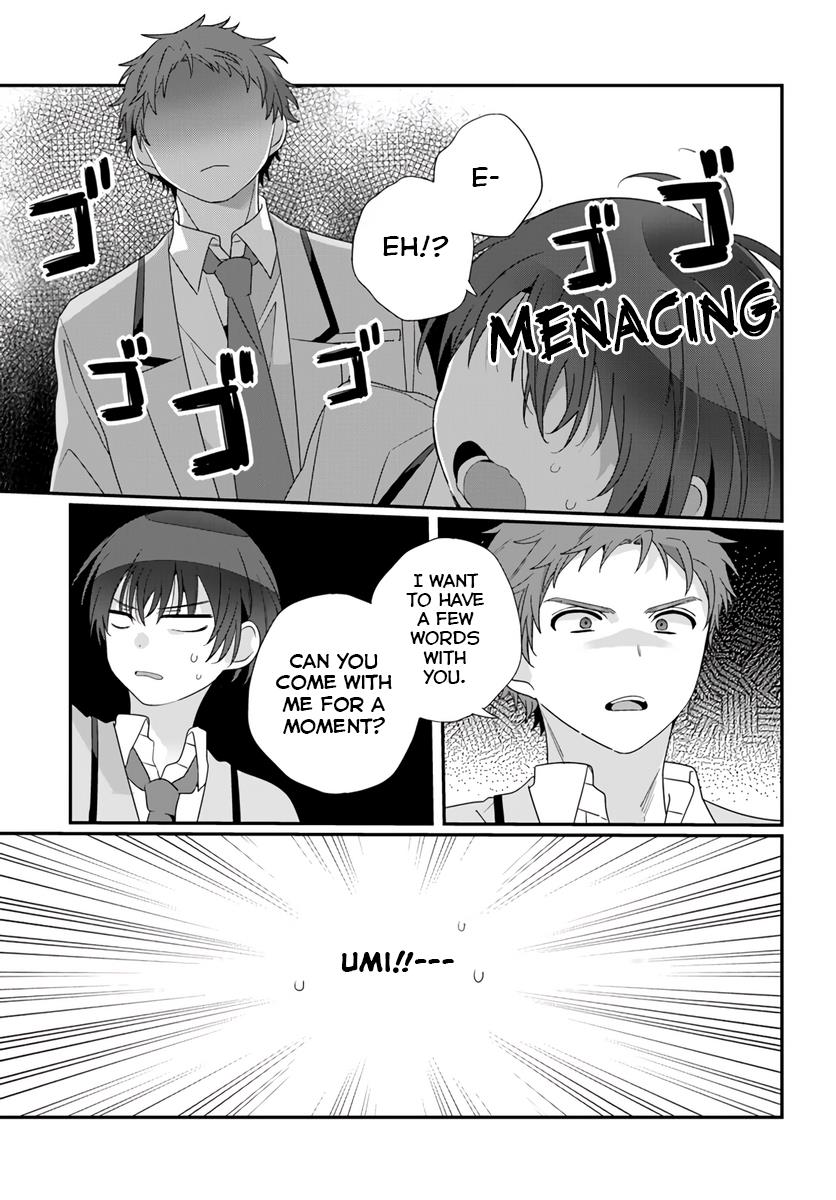 E-
EH!?
ゴ
ゴ
ゴ
MENACING
ゴ
ゴ
ゴ
I WANT
TO HAVE
A FEW
WORDS
WITH
YOU.
CAN YOU
COME WITH
ME FOR A
MOMENT?
UMI!!---